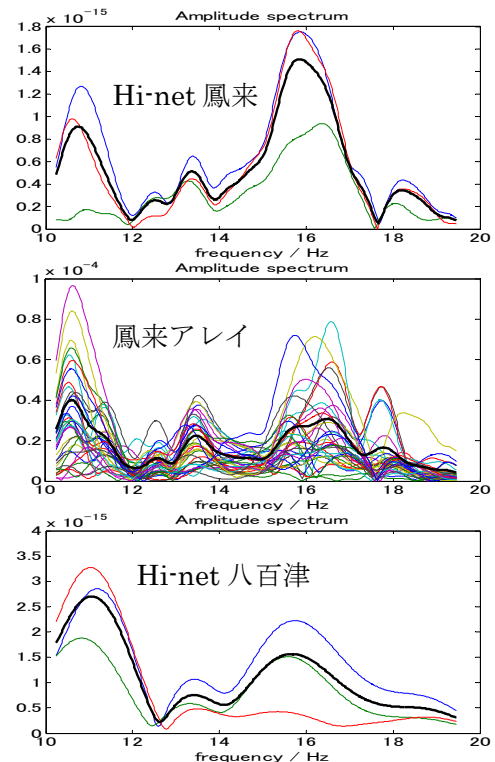 Amplitude spectrum
× 10⁻¹⁵
1.8
1.6
1.4
1.2
1
0.8
0.6
0.4
0.2
0
Hi-net 鳳来
10 12 14 16 18 20
frequency / Hz
Amplitude spectrum
× 10⁻⁴
1
0.8
0.6
0.4
0.2
0
鳳来アレイ
10 12 14 16 18 20
frequency / Hz
Amplitude spectrum
× 10⁻¹⁵
4
3.5
3
2.5
2
1.5
1
0.5
0
Hi-net 八百津
10 12 14 16 18 20
frequency / Hz